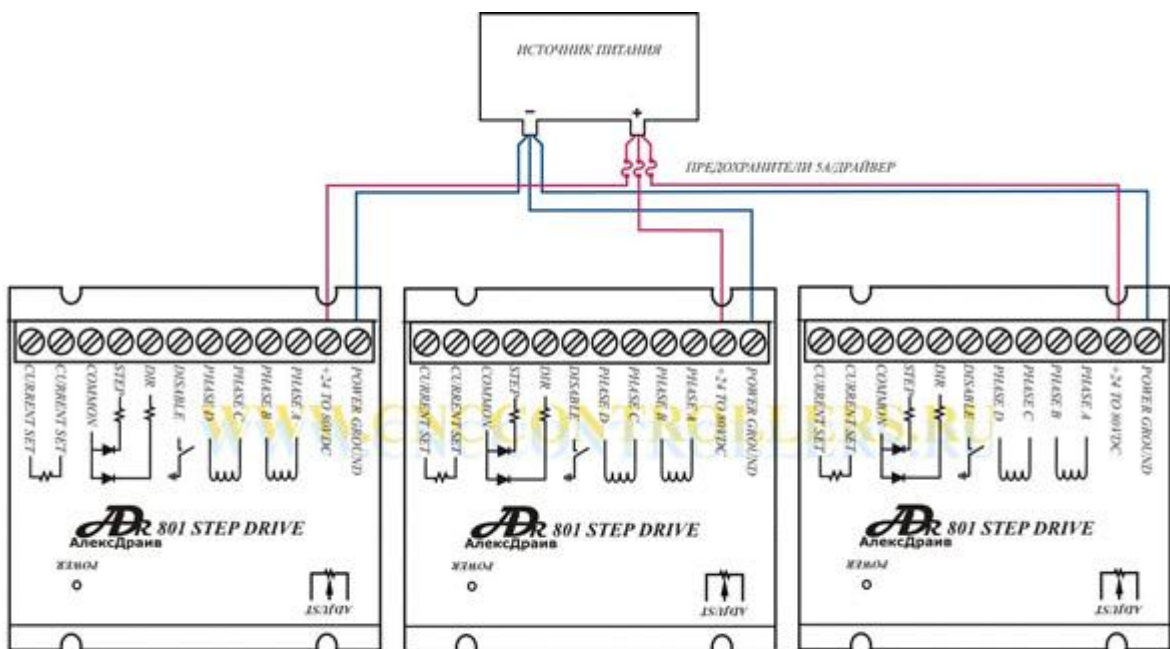 ИСТОЧНИК ПИТАНИЯ
-
+
ПРЕДОХРАНИТЕЛИ 5А/ДРАЙВЕР
CURRENT SET
CURRENT SET
COMMON
STEP
DIR
DISABLE
PHASE D
PHASE C
PHASE B
PHASE A
+24 TO 80VDC
POWER GROUND
CURRENT SET
CURRENT SET
COMMON
STEP
DIR
DISABLE
PHASE D
PHASE C
PHASE B
PHASE A
+24 TO 80VDC
POWER GROUND
CURRENT SET
CURRENT SET
COMMON
STEP
DIR
DISABLE
PHASE D
PHASE C
PHASE B
PHASE A
+24 TO 80VDC
POWER GROUND
WWW.CNCCONTROLLERS.RU
ADR 801 STEP DRIVE
АлексДраив
POWER
ADJUST
ADR 801 STEP DRIVE
АлексДраив
POWER
ADJUST
ADR 801 STEP DRIVE
АлексДраив
POWER
ADJUST